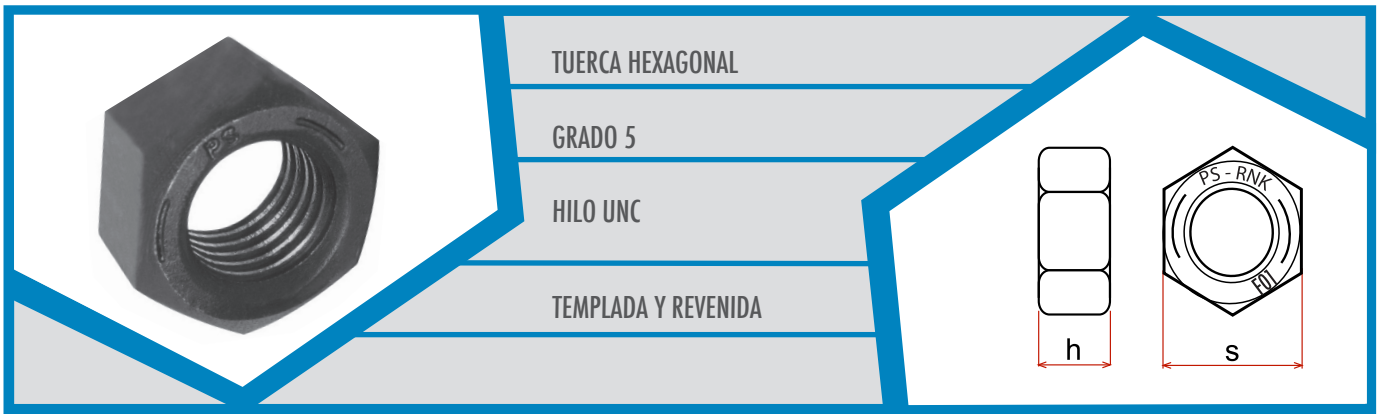 PS
TUERCA HEXAGONAL
GRADO 5
HILO UNC
TEMPLADA Y REVENIDA
PS - RNK
F01
h
s